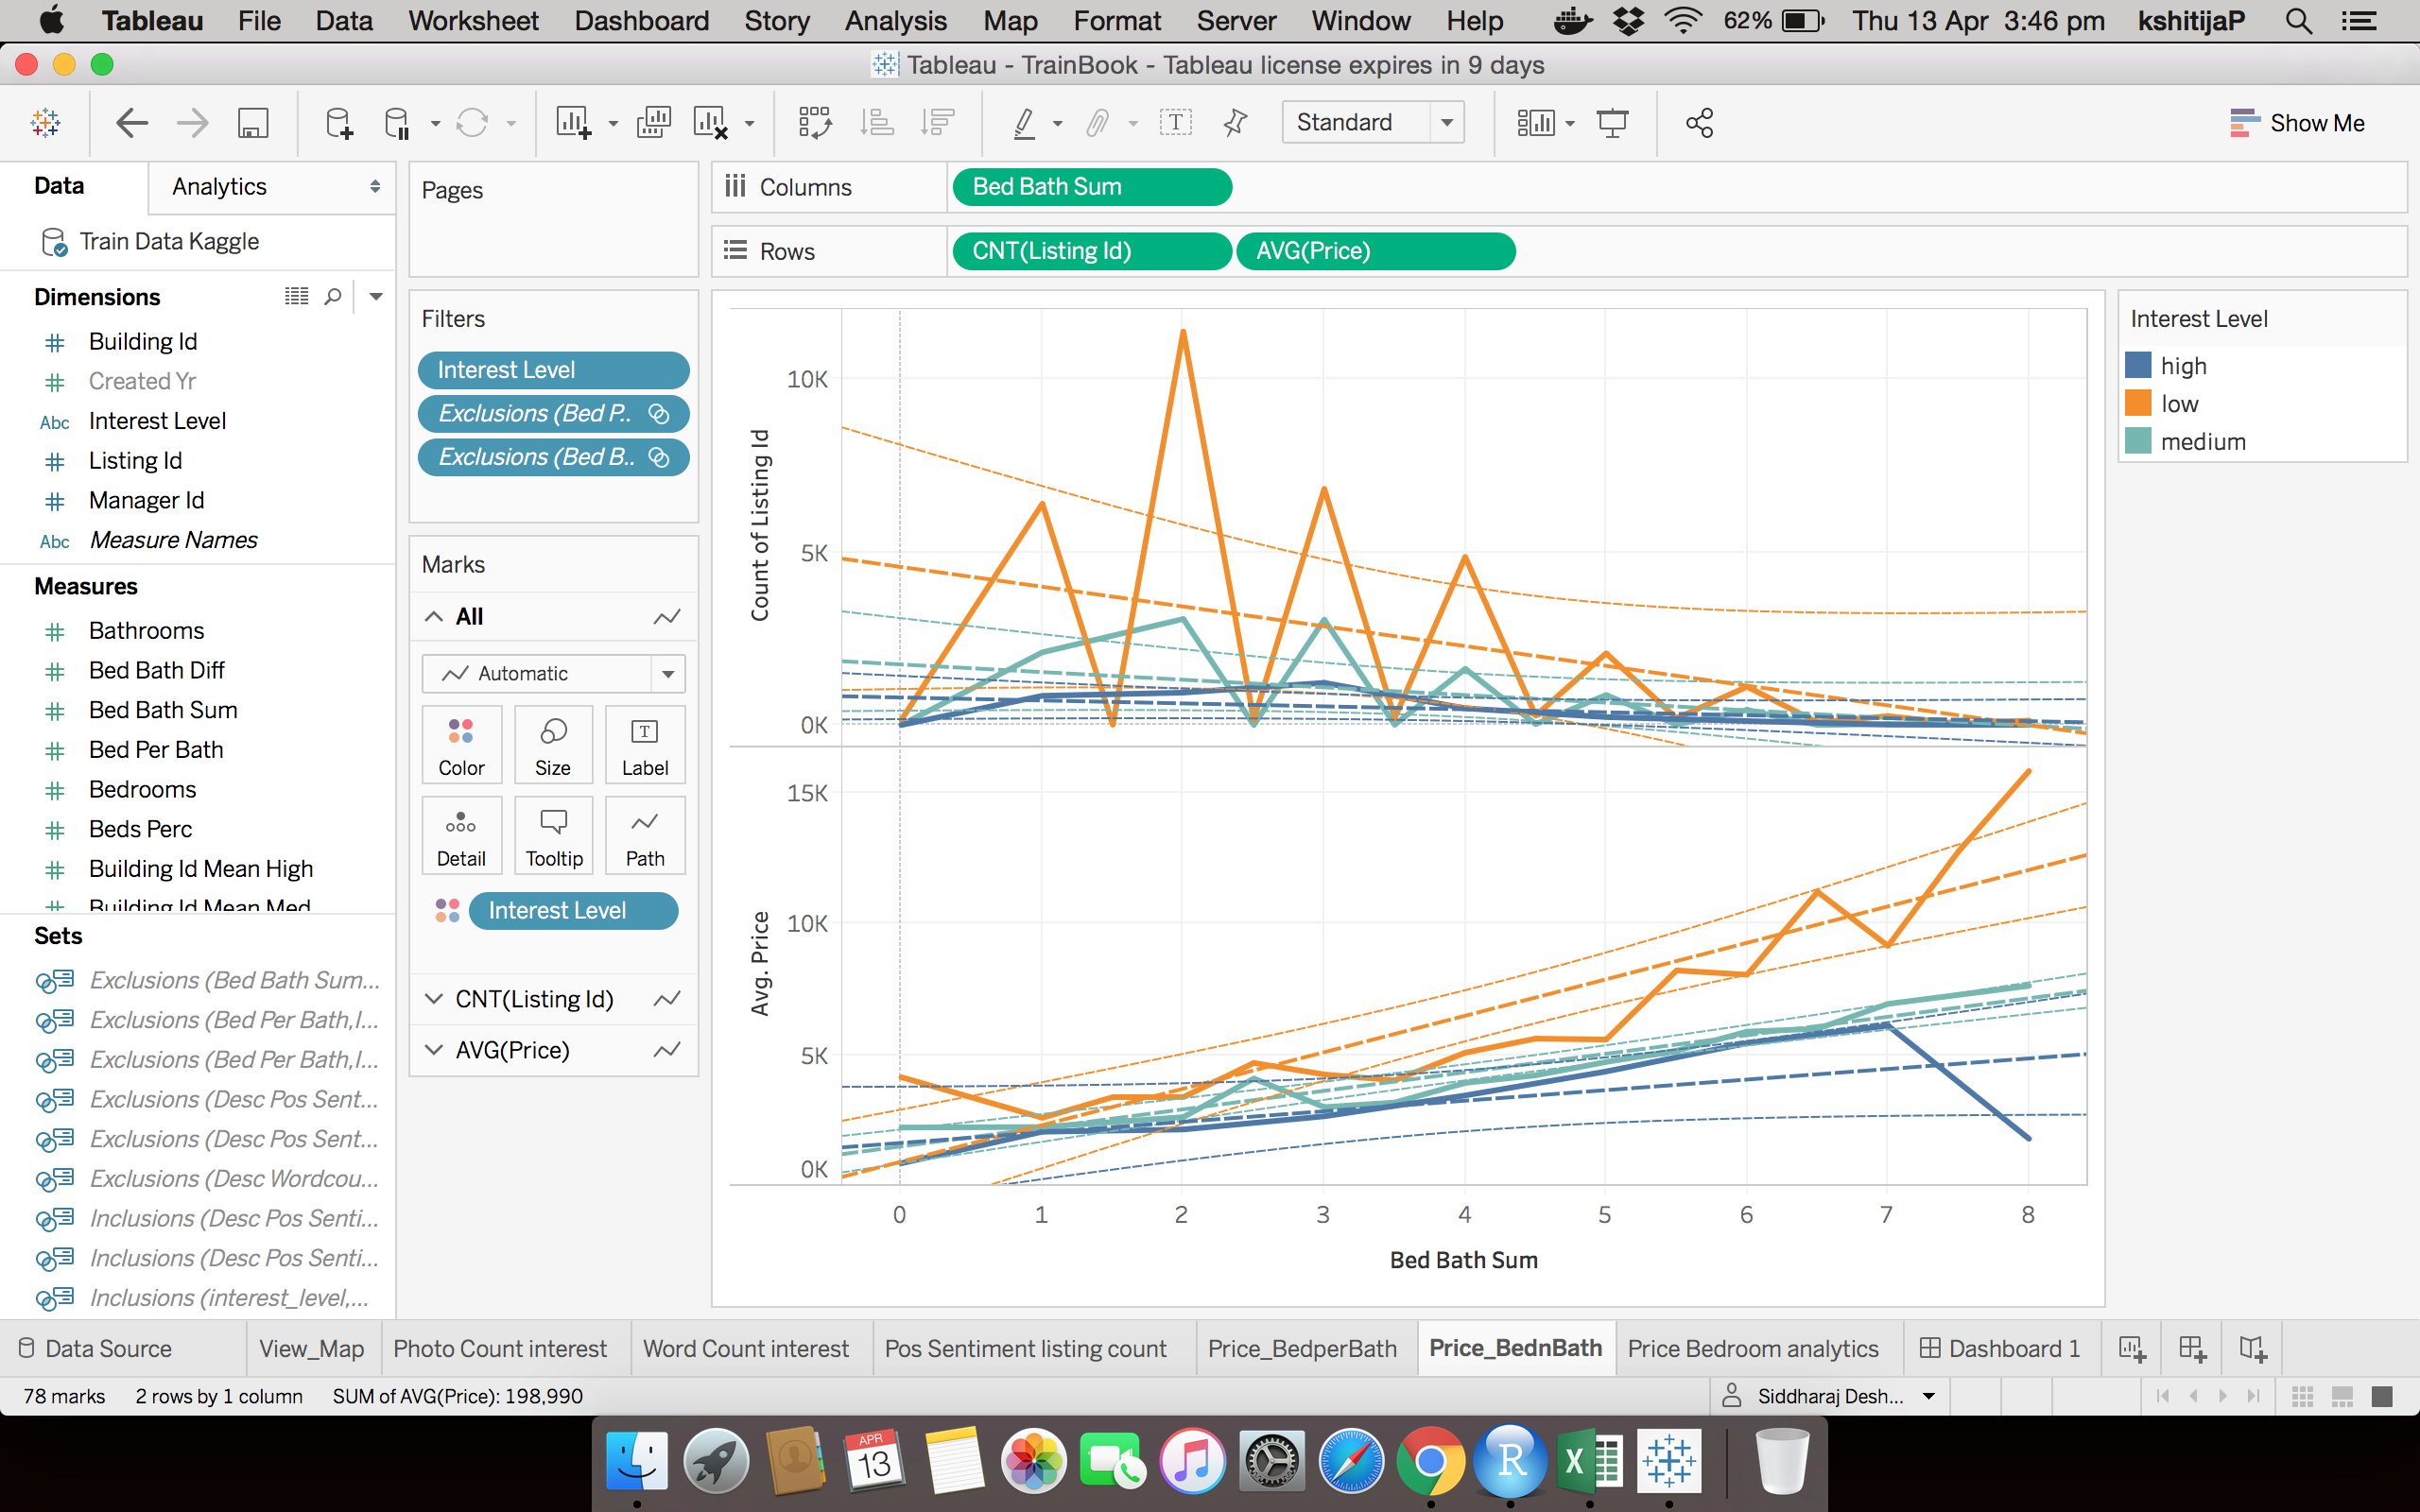 Tableau File Data Worksheet Dashboard Story Analysis Map Format Server Window Help 62% Thu 13 Apr 3:46 pm kshitijaP
Tableau - TrainBook - Tableau license expires in 9 days
Standard
Show Me
Data Analytics
Train Data Kaggle
Dimensions
Building Id
Created Yr
Abc Interest Level
Listing Id
Manager Id
Abc Measure Names
Measures
Bathrooms
Bed Bath Diff
Bed Bath Sum
Bed Per Bath
Bedrooms
Beds Perc
Building Id Mean High
Building Id Mean Med
Sets
Exclusions (Bed Bath Sum...
Exclusions (Bed Per Bath,I...
Exclusions (Bed Per Bath,I...
Exclusions (Desc Pos Sent...
Exclusions (Desc Pos Sent...
Exclusions (Desc Wordcou...
Inclusions (Desc Pos Senti...
Inclusions (Desc Pos Senti...
Inclusions (interest_level,...
Pages
Filters
Interest Level
Exclusions (Bed P..
Exclusions (Bed B..
Marks
All
Automatic
Color Size T Label
Detail Tooltip Path
Interest Level
CNT(Listing Id)
AVG(Price)
Columns Bed Bath Sum
Rows CNT(Listing Id) AVG(Price)
Count of Listing Id
10K
5K
0K
Avg. Price
15K
10K
5K
0K
0 1 2 3 4 5 6 7 8
Bed Bath Sum
Interest Level
high
low
medium
Data Source View_Map Photo Count interest Word Count interest Pos Sentiment listing count Price_BedperBath Price_BednBath Price Bedroom analytics Dashboard 1
78 marks 2 rows by 1 column SUM of AVG(Price): 198,990 Siddharaj Desh...
APR
13
R
X